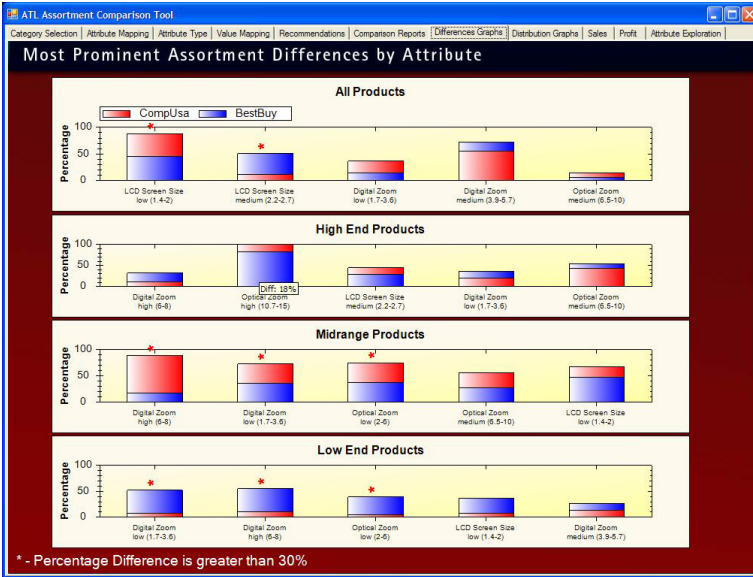 ATL Assortment Comparison Tool
Category Selection Attribute Mapping Attribute Type Value Mapping Recommendations Comparison Reports Differences Graphs Distribution Graphs Sales Profit Attribute Exploration
Most Prominent Assortment Differences by Attribute
All Products
CompUsa BestBuy
Percentage
100
50
0
* *
LCD Screen Size LCD Screen Size Digital Zoom Digital Zoom Optical Zoom
low (1.4-2) medium (2.2-2.7) low (1.7-3.6) medium (3.9-5.7) medium (6.5-10)
High End Products
Percentage
100
50
0
Diff: 18%
Digital Zoom Optical Zoom LCD Screen Size Digital Zoom Optical Zoom
high (6-8) high (10.7-15) medium (2.2-2.7) low (1.7-3.6) medium (6.5-10)
Midrange Products
Percentage
100
50
0
* * *
Digital Zoom Digital Zoom Optical Zoom Optical Zoom LCD Screen Size
high (6-8) low (1.7-3.6) low (2-6) medium (6.5-10) low (1.4-2)
Low End Products
Percentage
100
50
0
* * *
Digital Zoom Digital Zoom Optical Zoom LCD Screen Size Digital Zoom
low (1.7-3.6) high (6-8) low (2-6) low (1.4-2) medium (3.9-5.7)
* - Percentage Difference is greater than 30%